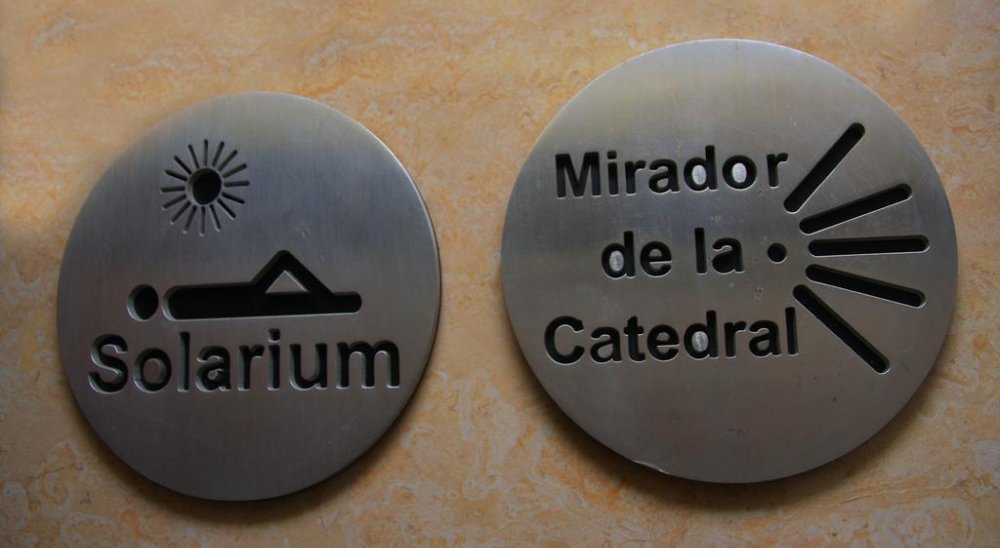 Solarium
Mirador
de la
Catedral